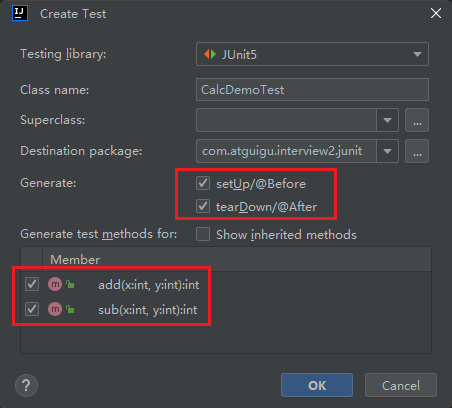 IJ Create Test
Testing library: JUnit5
Class name: CalcDemoTest
Superclass: ...
Destination package: com.atguigu.interview2.junit ...
Generate: setUp/@Before
tearDown/@After
Generate test methods for: Show inherited methods
Member
m add(x:int, y:int):int
m sub(x:int, y:int):int
? OK Cancel